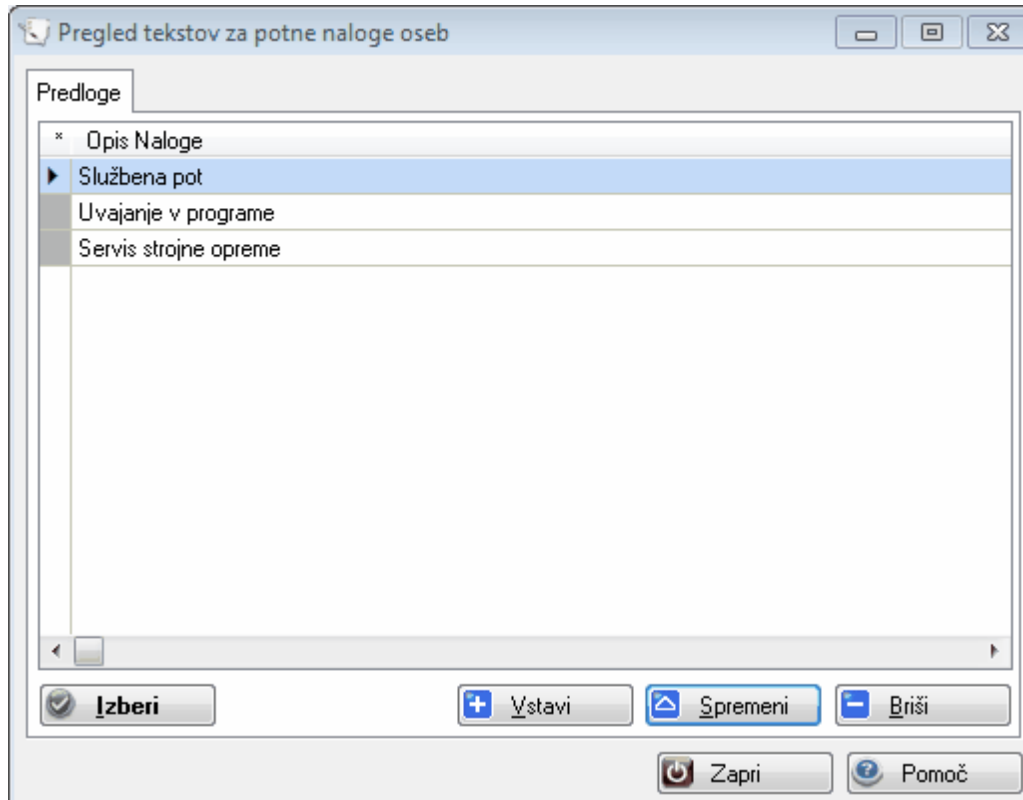 Pregled tekstov za potne naloge oseb
Predloge
* Opis Naloge
Službena pot
Uvajanje v programe
Servis strojne opreme
Izberi Vstavi Spremeni Briši
Zapri Pomoč